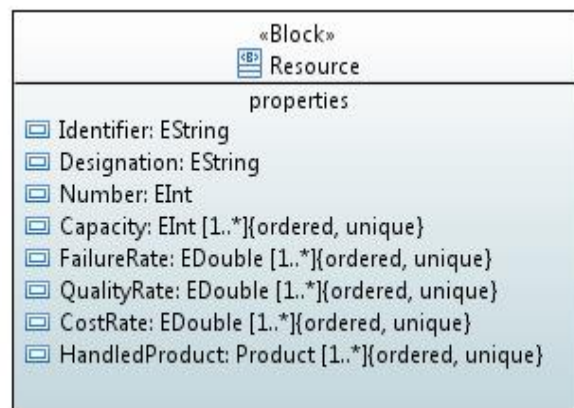 «Block»
Resource
properties
Identifier: EString
Designation: EString
Number: EInt
Capacity: EInt [1..*]{ordered, unique}
FailureRate: EDouble [1..*]{ordered, unique}
QualityRate: EDouble [1..*]{ordered, unique}
CostRate: EDouble [1..*]{ordered, unique}
HandledProduct: Product [1..*]{ordered, unique}